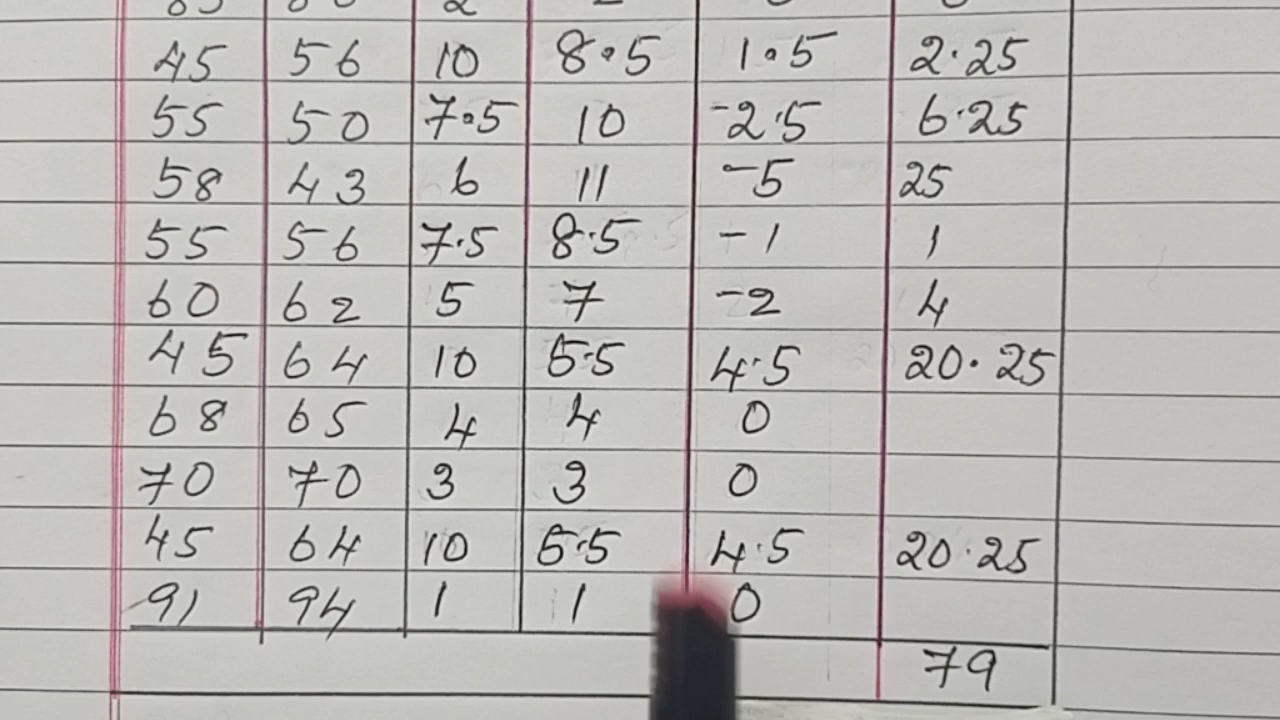 45 56 10 8.5 1.5 2.25
55 50 7.5 10 -2.5 6.25
58 43 6 11 -5 25
55 56 7.5 8.5 -1 1
60 62 5 7 -2 4
45 64 10 5.5 4.5 20.25
68 65 4 4 0
70 70 3 3 0
45 64 10 5.5 4.5 20.25
91 94 1 1 0
79